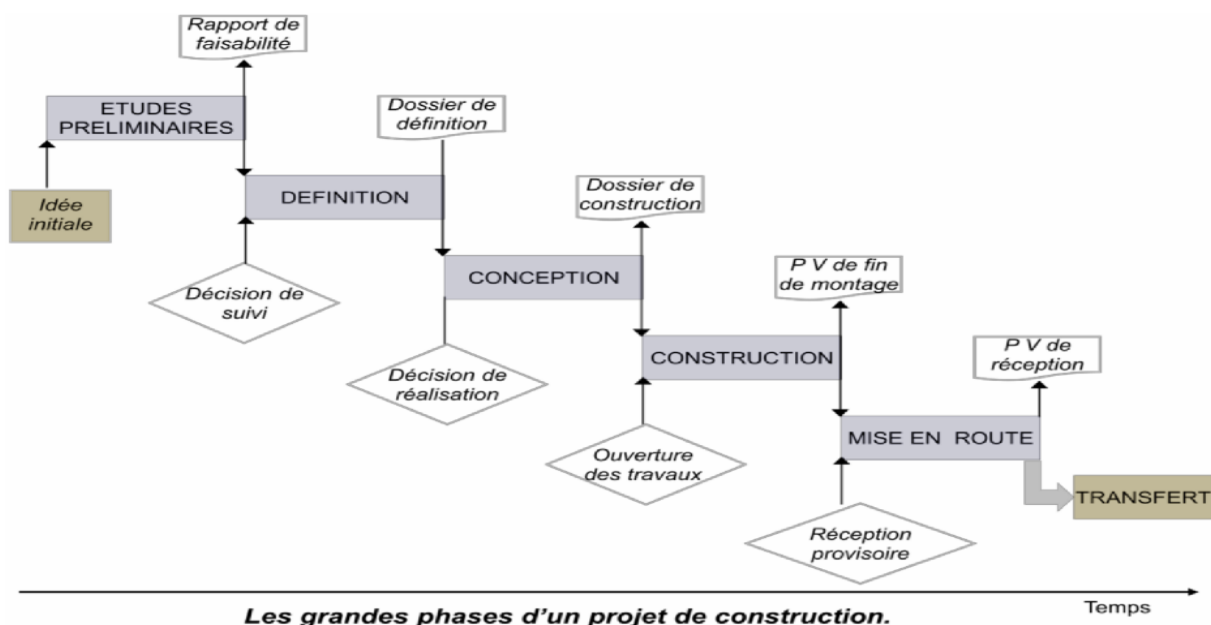 Rapport de
faisabilité
ETUDES
PRELIMINAIRES
Dossier de
définition
Idée
initiale
DEFINITION
Dossier de
construction
Décision de
suivi
CONCEPTION
P V de fin
de montage
Décision de
réalisation
CONSTRUCTION
P V de
réception
Ouverture
des travaux
MISE EN ROUTE
TRANSFERT
Réception
provisoire
Temps
Les grandes phases d'un projet de construction.